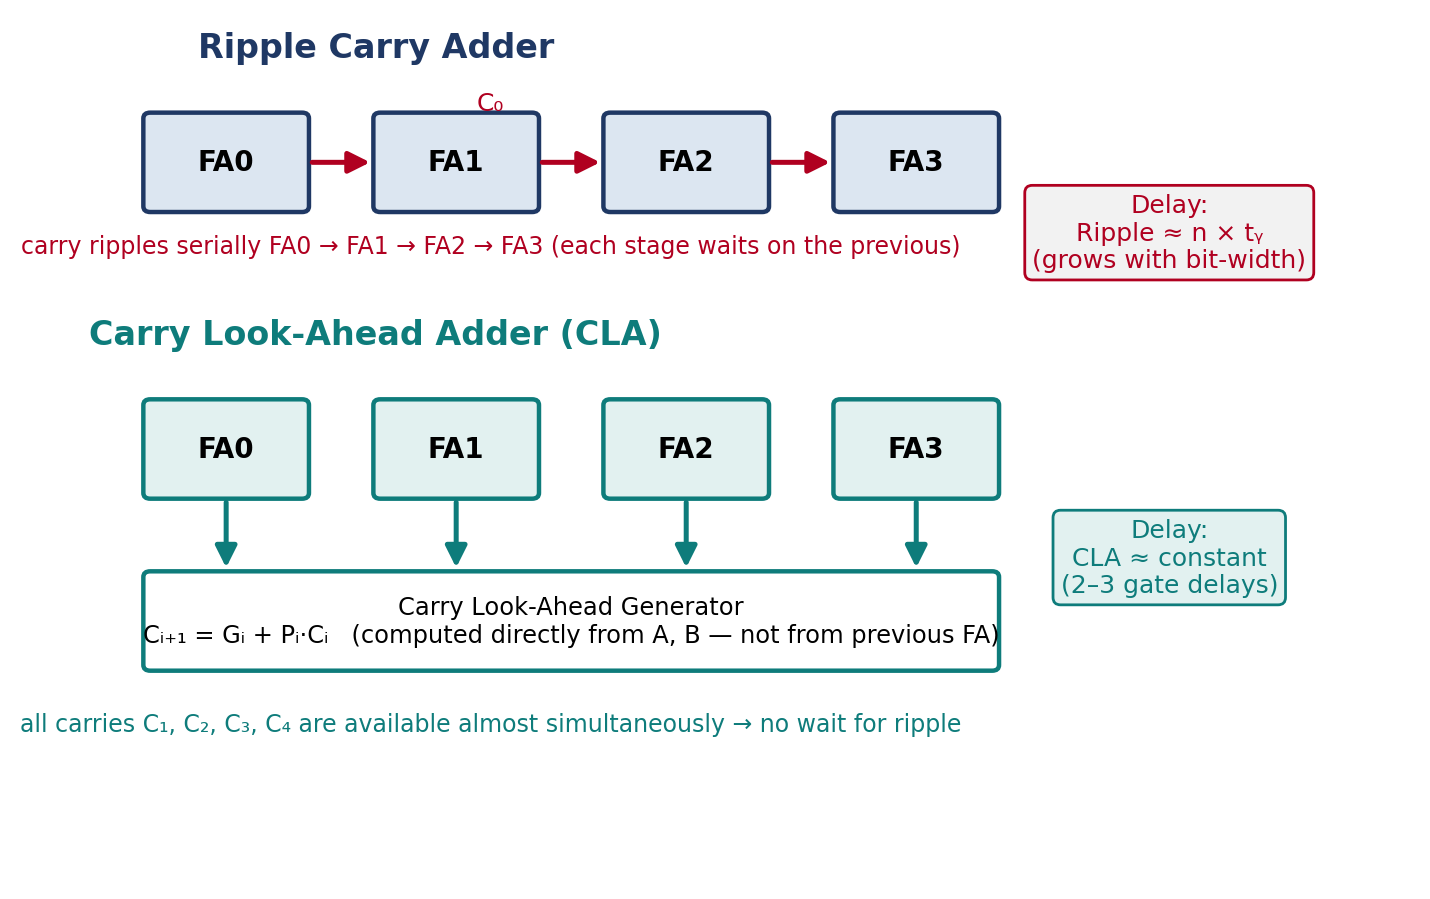 Ripple Carry Adder
C₀
FA0 FA1 FA2 FA3
carry ripples serially FA0 → FA1 → FA2 → FA3 (each stage waits on the previous)
Delay:
Ripple ≈ n × tᵧ
(grows with bit-width)
Carry Look-Ahead Adder (CLA)
FA0 FA1 FA2 FA3
Delay:
CLA ≈ constant
(2–3 gate delays)
Carry Look-Ahead Generator
Cᵢ₊₁ = Gᵢ + Pᵢ·Cᵢ (computed directly from A, B — not from previous FA)
all carries C₁, C₂, C₃, C₄ are available almost simultaneously → no wait for ripple